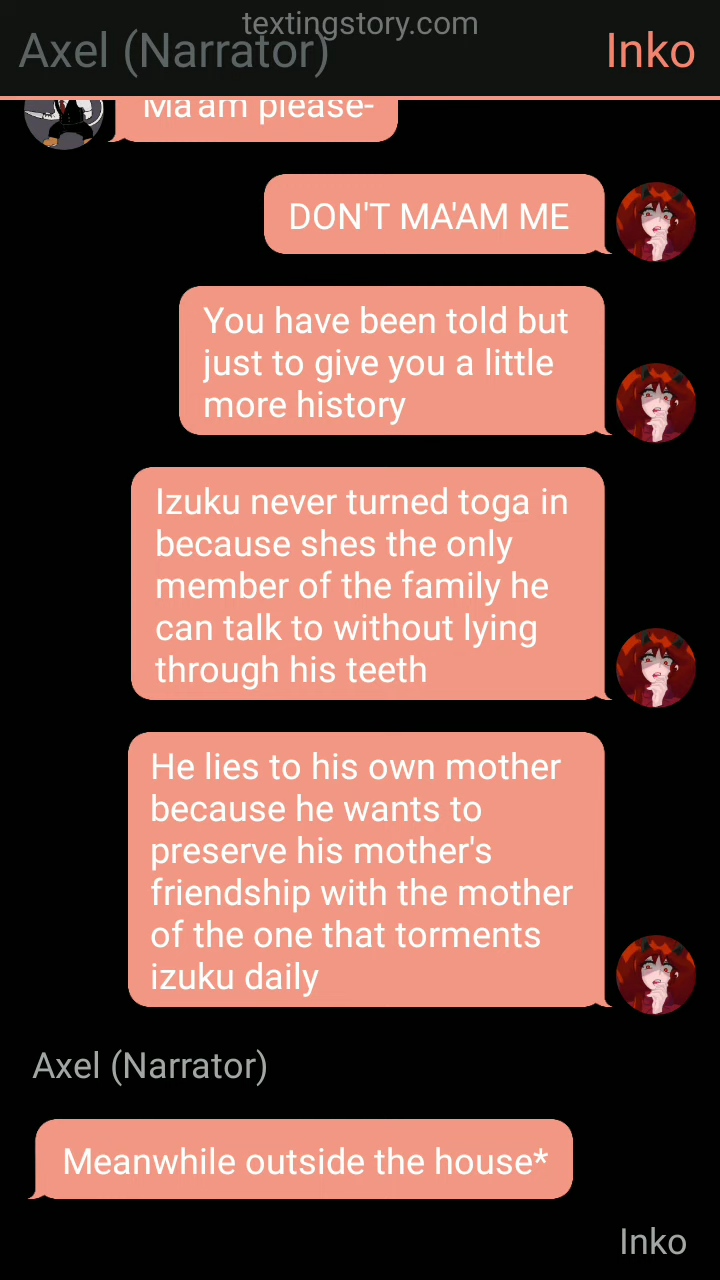 textingstory.com
Axel (Narrator)
Inko
Ma'am please-
DON'T MA'AM ME
You have been told but
just to give you a little
more history
Izuku never turned toga in
because shes the only
member of the family he
can talk to without lying
through his teeth
He lies to his own mother
because he wants to
preserve his mother's
friendship with the mother
of the one that torments
izuku daily
Axel (Narrator)
Meanwhile outside the house*
Inko